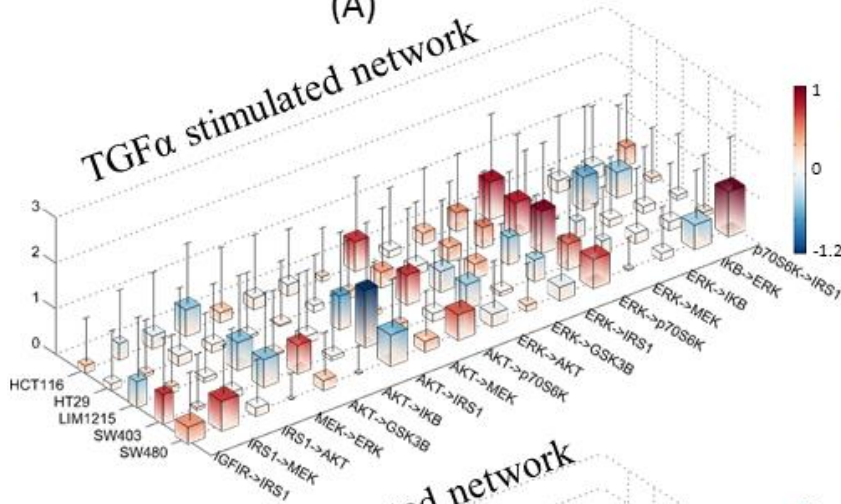 (A)
TGFα stimulated network
1
0
-1.2
3
2
1
0
HCT116
HT29
LIM1215
SW403
SW480
IGFIR->IRS1
IRS1->MEK
IRS1->AKT
MEK->ERK
AKT->GSK3B
AKT->IKB
AKT->IRS1
AKT->MEK
AKT->p70S6K
ERK->AKT
ERK->GSK3B
ERK->IRS1
ERK->p70S6K
ERK->MEK
ERK->IKB
IKB->ERK
p70S6K->IRS1
network